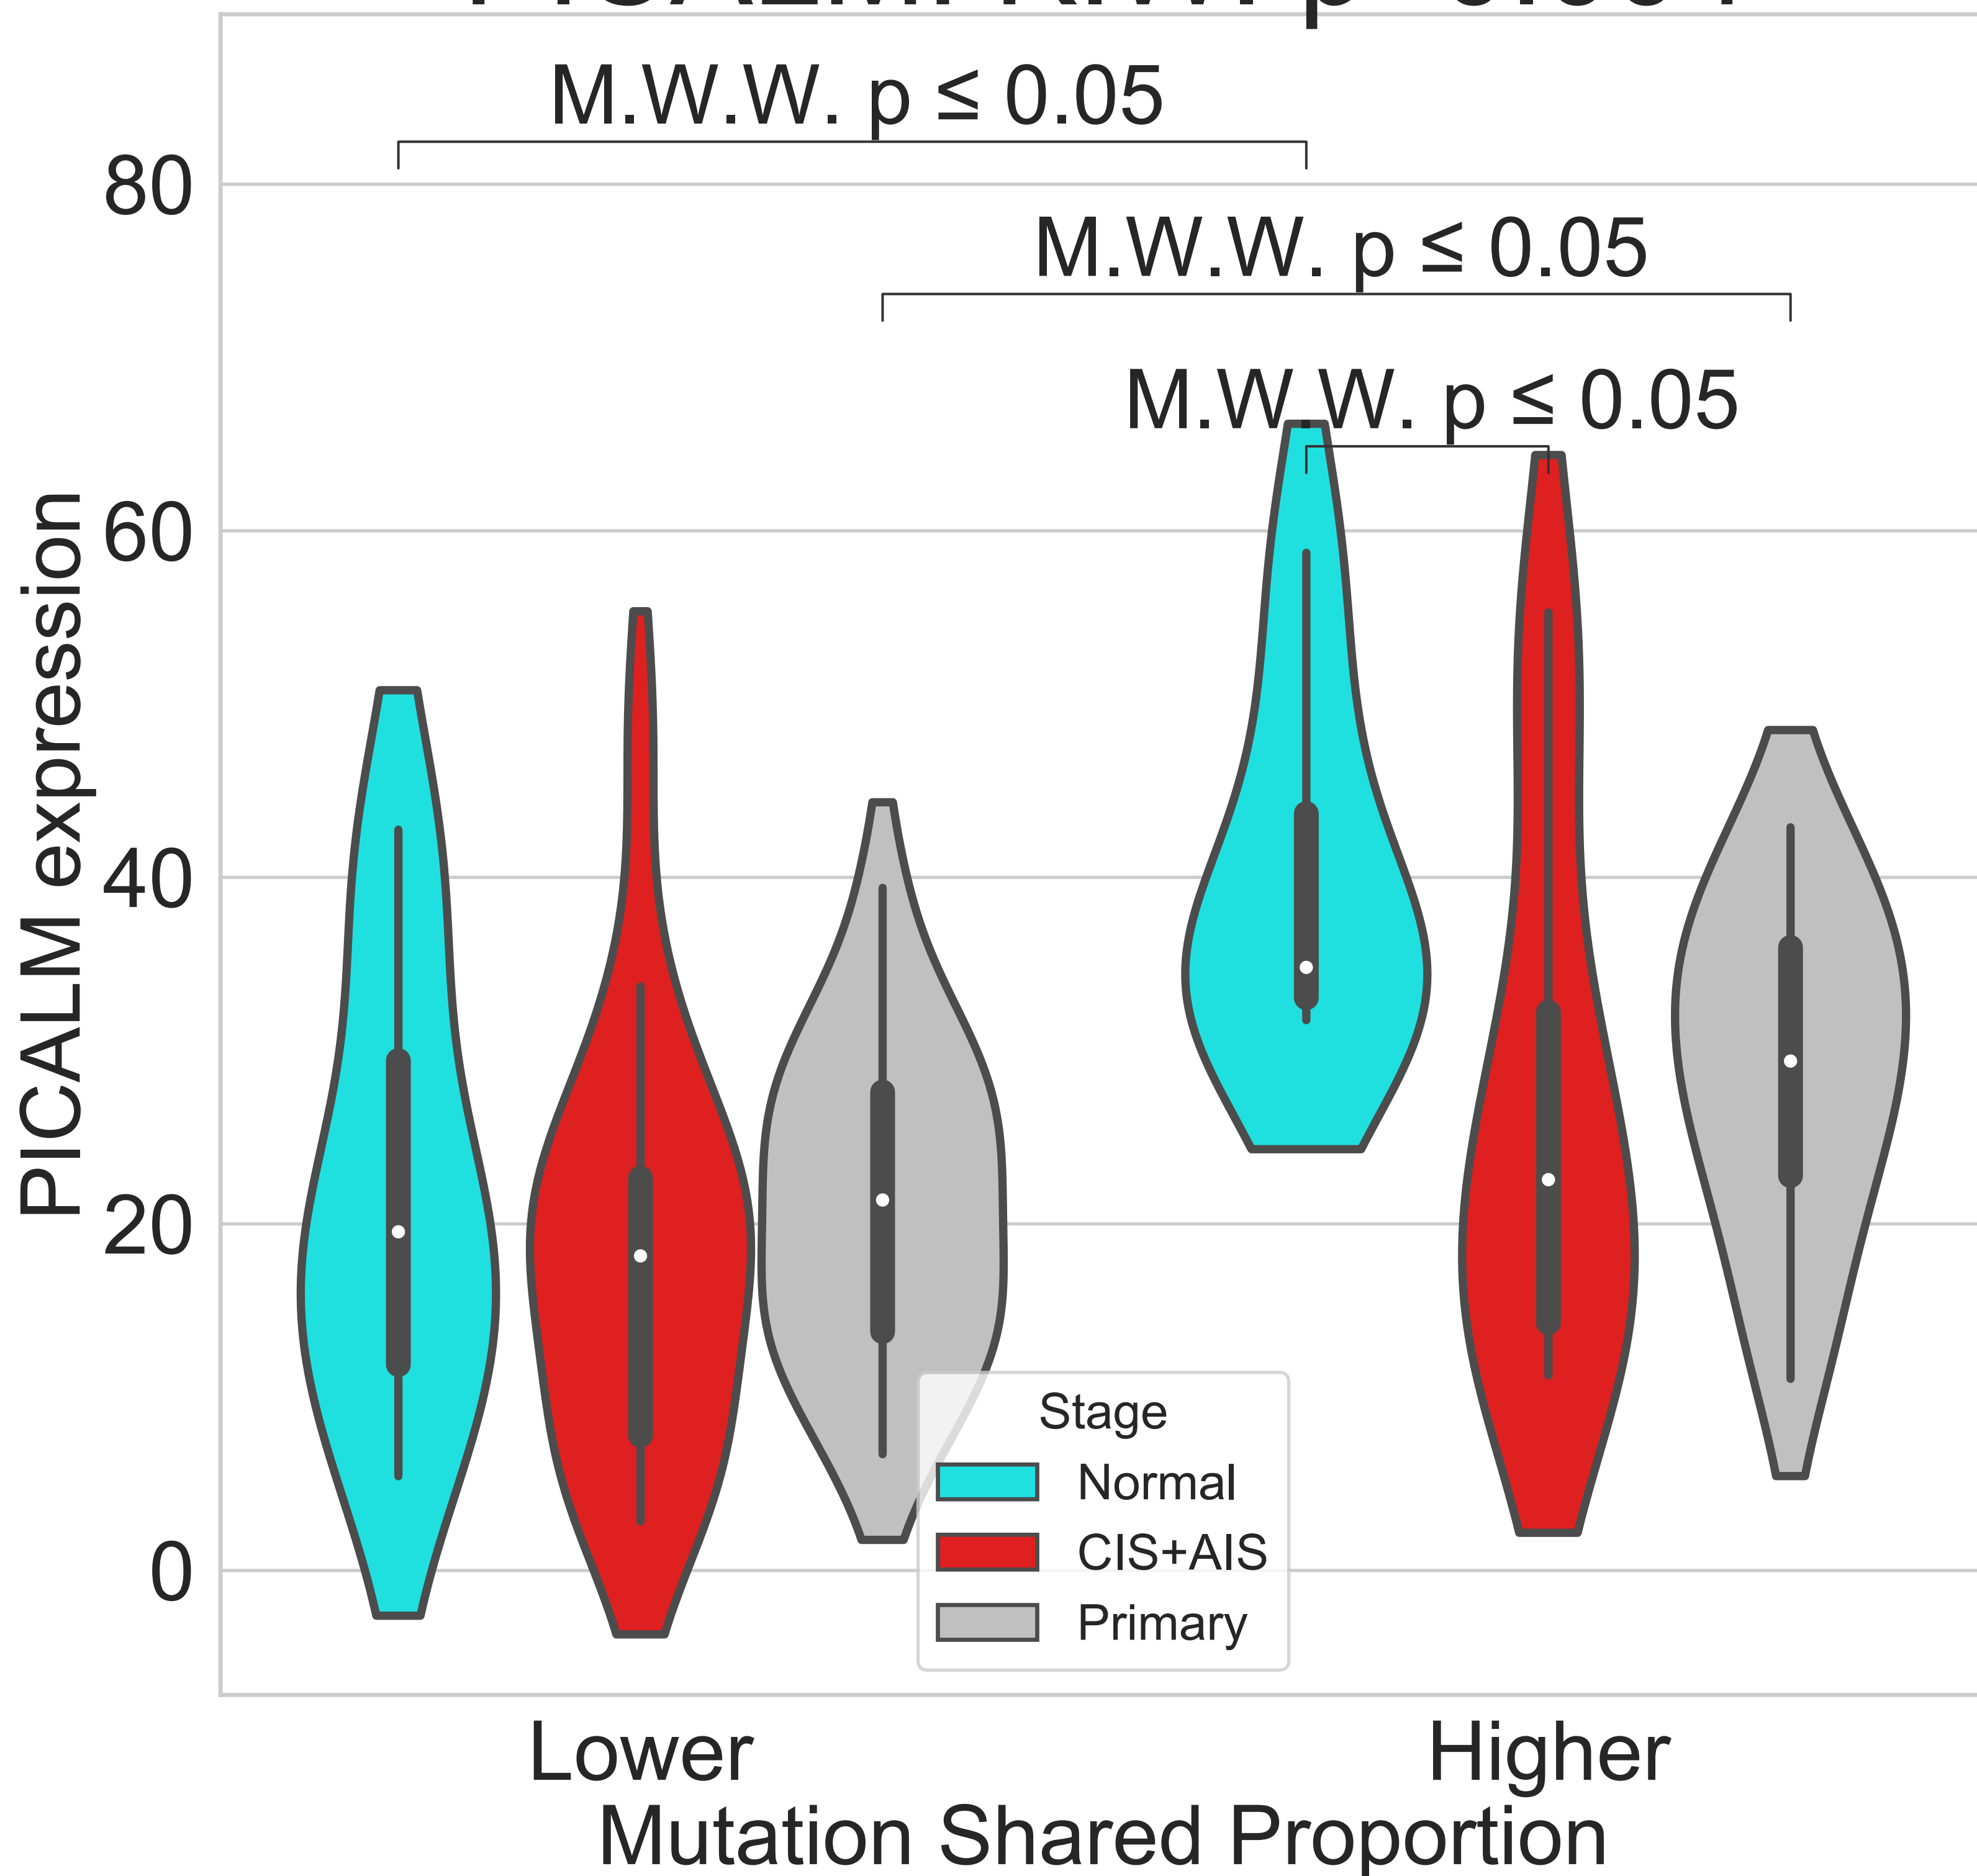 M.W.W. p ≤ 0.05
80
M.W.W. p ≤ 0.05
M.W.W. p ≤ 0.05
60
PICALM expression
40
20
Stage
Normal
CIS+AIS
Primary
0
Lower
Higher
Mutation Shared Proportion